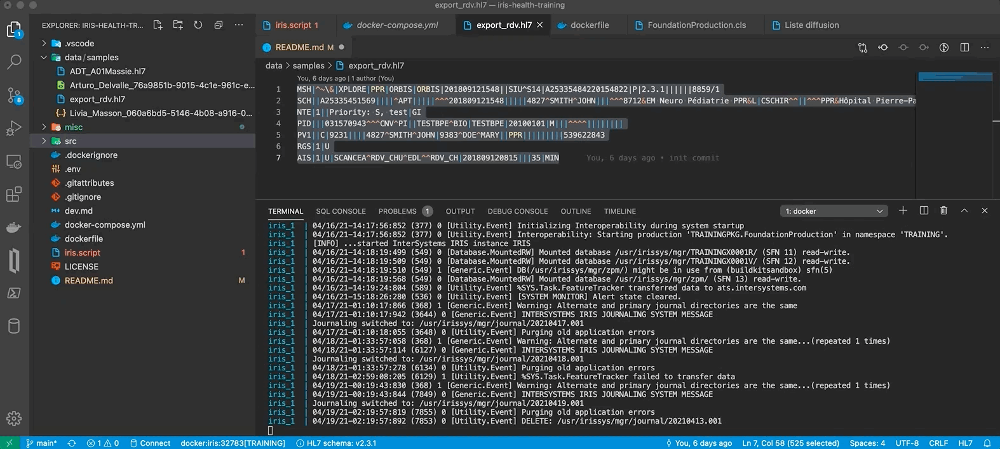 export_rdv.hl7 — iris-health-training
EXPLORER: IRIS-HEALTH-TR...
iris.script 1
docker-compose.yml
export_rdv.hl7
dockerfile
FoundationProduction.cls
Liste diffusion
README.md M
.vscode
data/samples
ADT_A01Massie.hl7
Arturo_Delvalle_76a9851b-9015-4c1e-961c-e...
export_rdv.hl7
Livia_Masson_060a6bd5-5146-4b08-a916-0...
misc
src
.dockerignore
.env
.gitattributes
.gitignore
dev.md
docker-compose.yml
dockerfile
iris.script 1
LICENSE
README.md M
1
8
data > samples > export_rdv.hl7
You, 6 days ago | 1 author (You)
1 MSH|^~\&|XPLORE|PPR|ORBIS|ORBIS|201809121548||SIU^S14|A25335484220154822|P|2.3.1||||||8859/1
2 SCH||A25335451569||||^APT|||||^^^201809121548|||||4827^SMITH^JOHN|||^^^8712&EM Neuro Pédiatrie PPR&L|CSCHIR^^||^^^PPR&Hôpital Pierre-Pa
3 NTE|1||Priority: S, test|GI
4 PID|||031570943^^^CNV^PI||TESTBPE^BIO|TESTBPE|20100101|M|||^^^^||||||||
5 PV1||C|9231||||4827^SMITH^JOHN|9383^DOE^MARY||PPR|||||||||539622843
6 RGS|1|U
7 AIS|1|U|SCANCEA^RDV_CHU^EDL^^RDV_CH|201809120815|||35|MIN You, 6 days ago • init commit
TERMINAL SQL CONSOLE PROBLEMS 1 OUTPUT DEBUG CONSOLE OUTLINE TIMELINE 1: docker
iris_1 | 04/16/21-14:17:56:852 (377) 0 [Utility.Event] Initializing Interoperability during system startup
iris_1 | 04/16/21-14:17:56:852 (377) 0 [Utility.Event] Interoperability: Starting production 'TRAININGPKG.FoundationProduction' in namespace 'TRAINING'.
iris_1 | [INFO] ...started InterSystems IRIS instance IRIS
iris_1 | 04/16/21-14:18:19:499 (549) 0 [Database.MountedRW] Mounted database /usr/irissys/mgr/TRAININGX0001R/ (SFN 11) read-write.
iris_1 | 04/16/21-14:18:19:509 (549) 0 [Database.MountedRW] Mounted database /usr/irissys/mgr/TRAININGX0001V/ (SFN 12) read-write.
iris_1 | 04/16/21-14:18:19:510 (549) 1 [Generic.Event] DB(/usr/irissys/mgr/zpm/) might be in use from (buildkitsandbox) sfn(5)
iris_1 | 04/16/21-14:18:19:568 (549) 0 [Database.MountedRW] Mounted database /usr/irissys/mgr/zpm/ (SFN 13) read-write.
iris_1 | 04/16/21-14:19:24:804 (589) 0 [Utility.Event] %SYS.Task.FeatureTracker transferred data to ats.intersystems.com
iris_1 | 04/16/21-15:18:26:280 (536) 0 [Utility.Event] [SYSTEM MONITOR] Alert state cleared.
iris_1 | 04/17/21-01:10:17:866 (368) 1 [Generic.Event] Warning: Alternate and primary journal directories are the same
iris_1 | 04/17/21-01:10:17:942 (3644) 0 [Generic.Event] INTERSYSTEMS IRIS JOURNALING SYSTEM MESSAGE
iris_1 | Journaling switched to: /usr/irissys/mgr/journal/20210417.001
iris_1 | 04/17/21-01:10:18:055 (3648) 0 [Utility.Event] Purging old application errors
iris_1 | 04/18/21-01:33:57:058 (368) 1 [Generic.Event] Warning: Alternate and primary journal directories are the same...(repeated 1 times)
iris_1 | 04/18/21-01:33:57:114 (6127) 0 [Generic.Event] INTERSYSTEMS IRIS JOURNALING SYSTEM MESSAGE
iris_1 | Journaling switched to: /usr/irissys/mgr/journal/20210418.001
iris_1 | 04/18/21-01:33:57:278 (6134) 0 [Utility.Event] Purging old application errors
iris_1 | 04/18/21-02:59:08:205 (6129) 1 [Utility.Event] %SYS.Task.FeatureTracker failed to transfer data
iris_1 | 04/19/21-00:19:43:830 (368) 1 [Generic.Event] Warning: Alternate and primary journal directories are the same...(repeated 1 times)
iris_1 | 04/19/21-00:19:43:844 (7849) 0 [Generic.Event] INTERSYSTEMS IRIS JOURNALING SYSTEM MESSAGE
iris_1 | Journaling switched to: /usr/irissys/mgr/journal/20210419.001
iris_1 | 04/19/21-02:19:57:819 (7855) 0 [Utility.Event] Purging old application errors
iris_1 | 04/19/21-02:19:57:892 (7853) 0 [Utility.Event] DELETE: /usr/irissys/mgr/journal/20210413.001
main* 1 0 Connect docker:iris:32783[TRAINING] HL7 schema: v2.3.1 You, 6 days ago Ln 7, Col 58 (525 selected) Spaces: 4 UTF-8 CRLF HL7